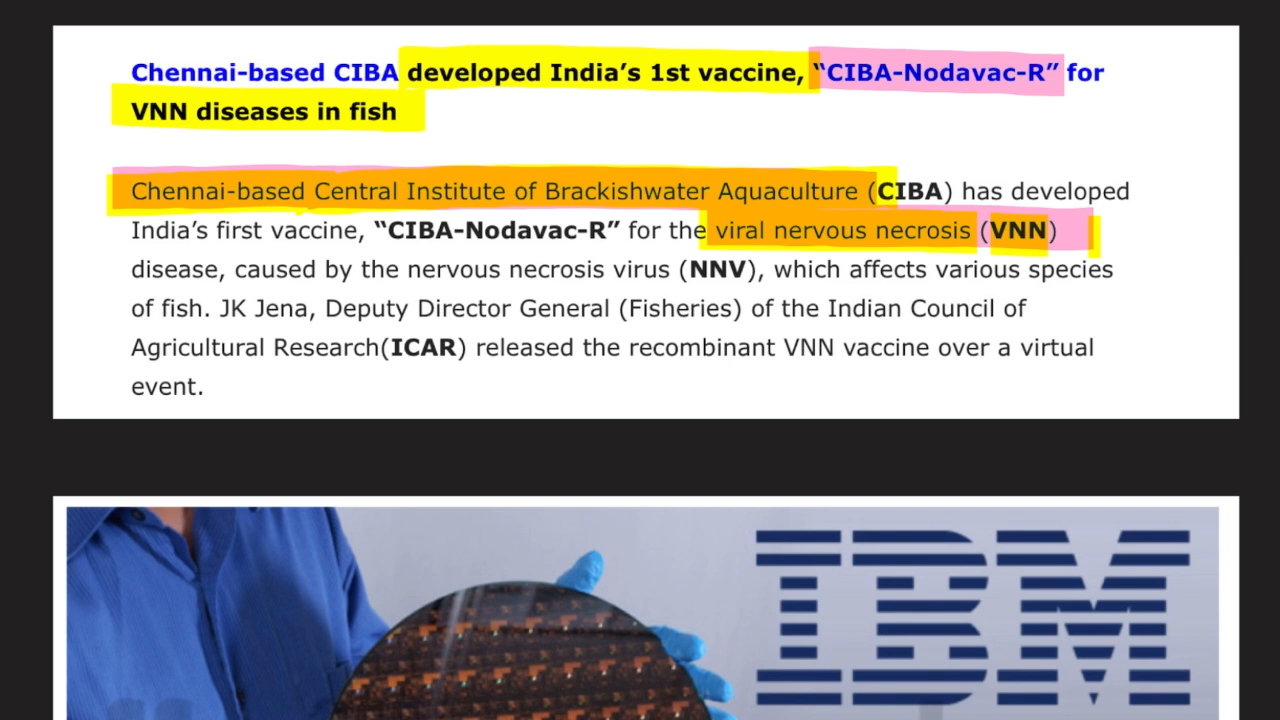 Chennai-based CIBA developed India’s 1st vaccine, “CIBA-Nodavac-R” for
VNN diseases in fish
Chennai-based Central Institute of Brackishwater Aquaculture (CIBA) has developed
India’s first vaccine, “CIBA-Nodavac-R” for the viral nervous necrosis (VNN)
disease, caused by the nervous necrosis virus (NNV), which affects various species
of fish. JK Jena, Deputy Director General (Fisheries) of the Indian Council of
Agricultural Research(ICAR) released the recombinant VNN vaccine over a virtual
event.
IBM